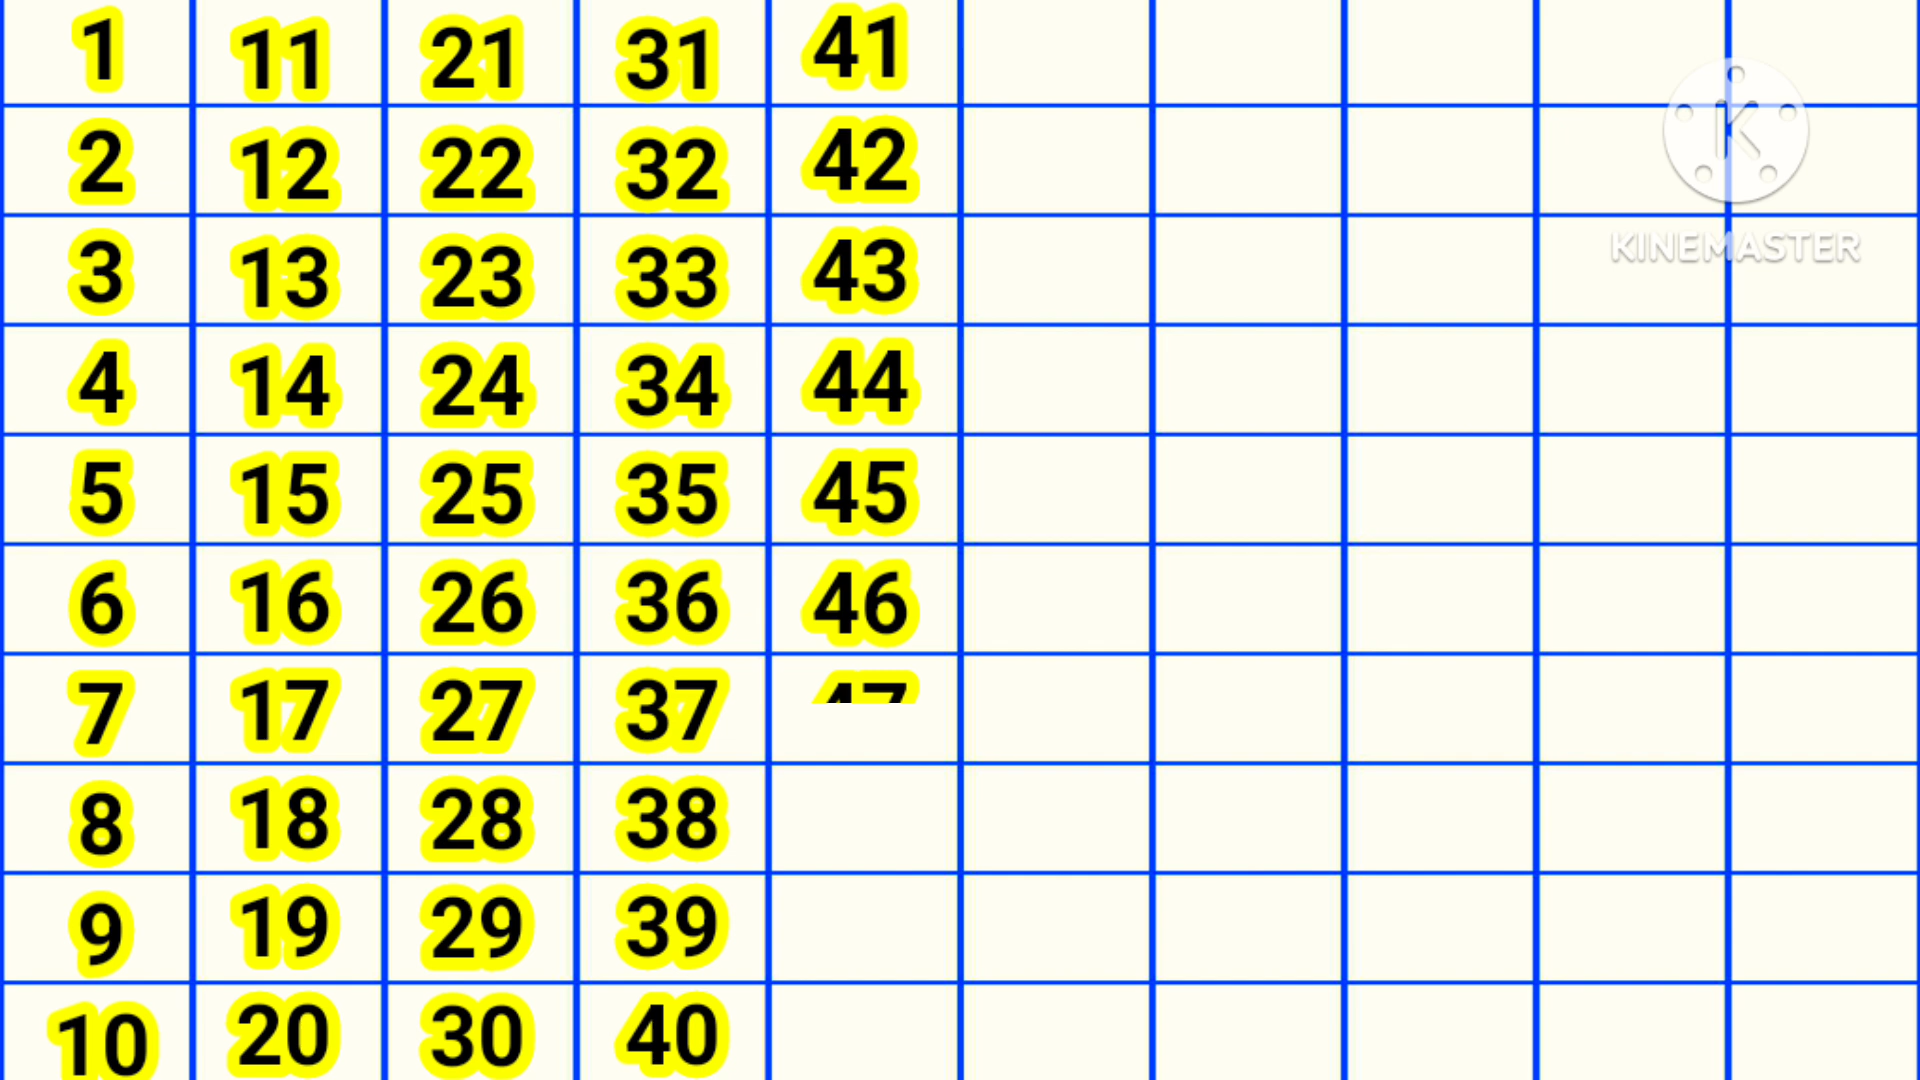 1 11 21 31 41
2 12 22 32 42
3 13 23 33 43
4 14 24 34 44
5 15 25 35 45
6 16 26 36 46
7 17 27 37 47
8 18 28 38
9 19 29 39
10 20 30 40
K
KINEMASTER